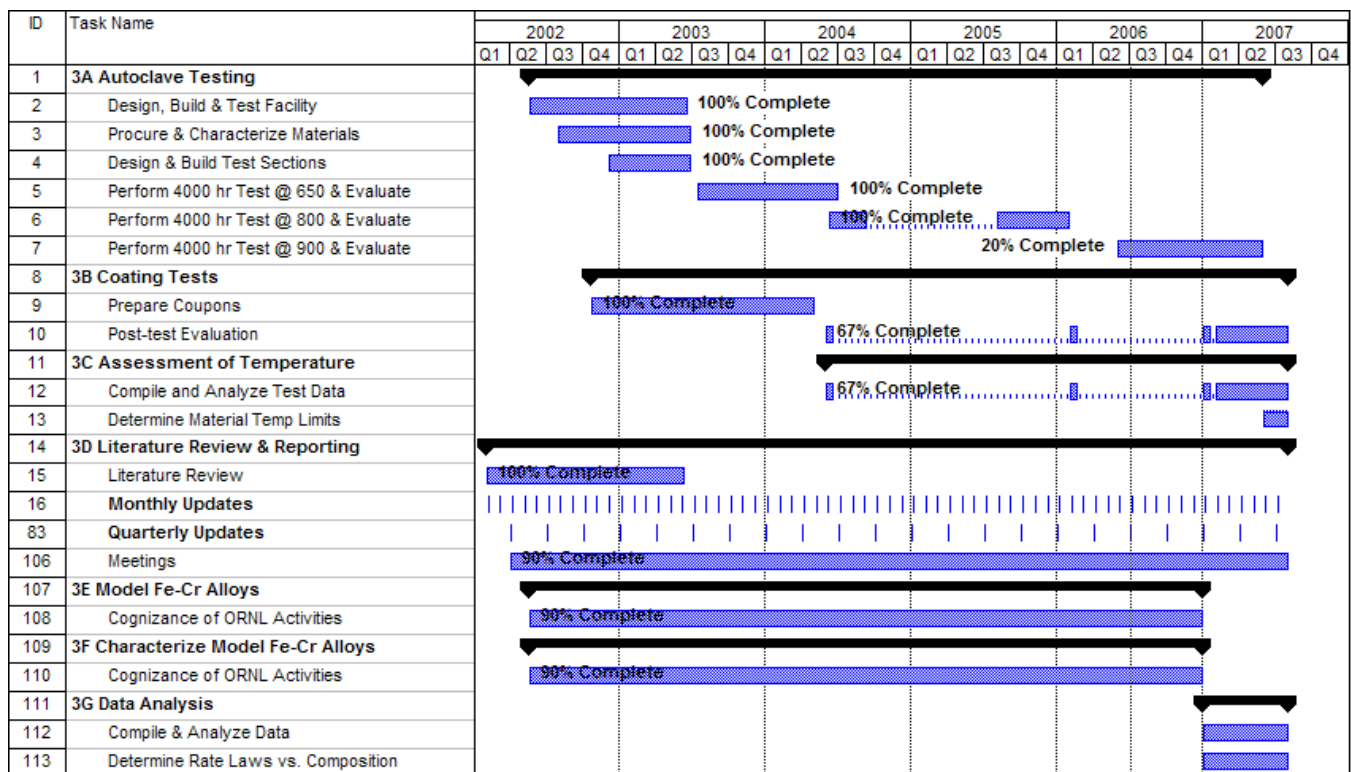 ID Task Name 2002 2003 2004 2005 2006 2007
Q1 Q2 Q3 Q4 Q1 Q2 Q3 Q4 Q1 Q2 Q3 Q4 Q1 Q2 Q3 Q4 Q1 Q2 Q3 Q4 Q1 Q2 Q3 Q4
1 3A Autoclave Testing
2 Design, Build & Test Facility 100% Complete
3 Procure & Characterize Materials 100% Complete
4 Design & Build Test Sections 100% Complete
5 Perform 4000 hr Test @ 650 & Evaluate 100% Complete
6 Perform 4000 hr Test @ 800 & Evaluate 100% Complete
7 Perform 4000 hr Test @ 900 & Evaluate 20% Complete
8 3B Coating Tests
9 Prepare Coupons 100% Complete
10 Post-test Evaluation 67% Complete
11 3C Assessment of Temperature
12 Compile and Analyze Test Data 67% Complete
13 Determine Material Temp Limits
14 3D Literature Review & Reporting
15 Literature Review 100% Complete
16 Monthly Updates
83 Quarterly Updates
106 Meetings 90% Complete
107 3E Model Fe-Cr Alloys
108 Cognizance of ORNL Activities 90% Complete
109 3F Characterize Model Fe-Cr Alloys
110 Cognizance of ORNL Activities 90% Complete
111 3G Data Analysis
112 Compile & Analyze Data
113 Determine Rate Laws vs. Composition